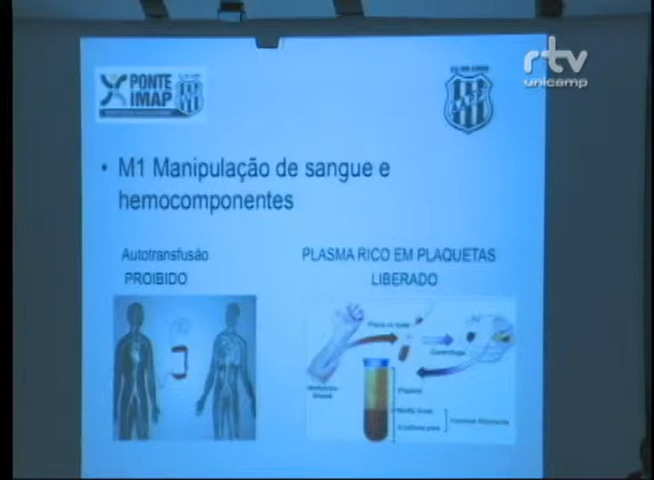 rtv
unicamp
PONTE
IMAP
• M1 Manipulação de sangue e
hemocomponentes
Autotransfusão
PROIBIDO
PLASMA RICO EM PLAQUETAS
LIBERADO
Plasma